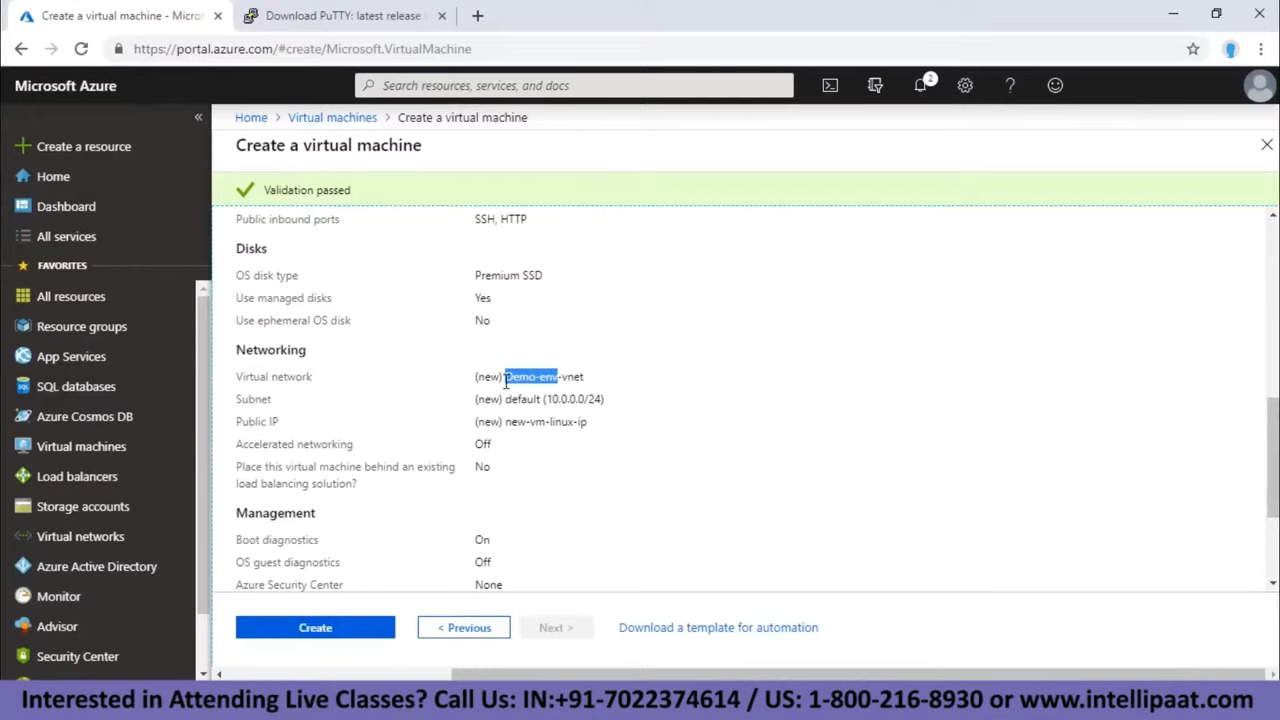 Create a virtual machine - Micros
Download PuTTY: latest release
https://portal.azure.com/#create/Microsoft.VirtualMachine
Microsoft Azure
Search resources, services, and docs
2
Create a resource
Home
Dashboard
All services
FAVORITES
All resources
Resource groups
App Services
SQL databases
Azure Cosmos DB
Virtual machines
Load balancers
Storage accounts
Virtual networks
Azure Active Directory
Monitor
Advisor
Security Center
Home > Virtual machines > Create a virtual machine
Create a virtual machine
Validation passed
Public inbound ports SSH, HTTP
Disks
OS disk type Premium SSD
Use managed disks Yes
Use ephemeral OS disk No
Networking
Virtual network (new) Demo-env-vnet
Subnet (new) default (10.0.0.0/24)
Public IP (new) new-vm-linux-ip
Accelerated networking Off
Place this virtual machine behind an existing No
load balancing solution?
Management
Boot diagnostics On
OS guest diagnostics Off
Azure Security Center None
Create < Previous Next > Download a template for automation
Interested in Attending Live Classes? Call Us: IN:+91-7022374614 / US: 1-800-216-8930 or www.intellipaat.com